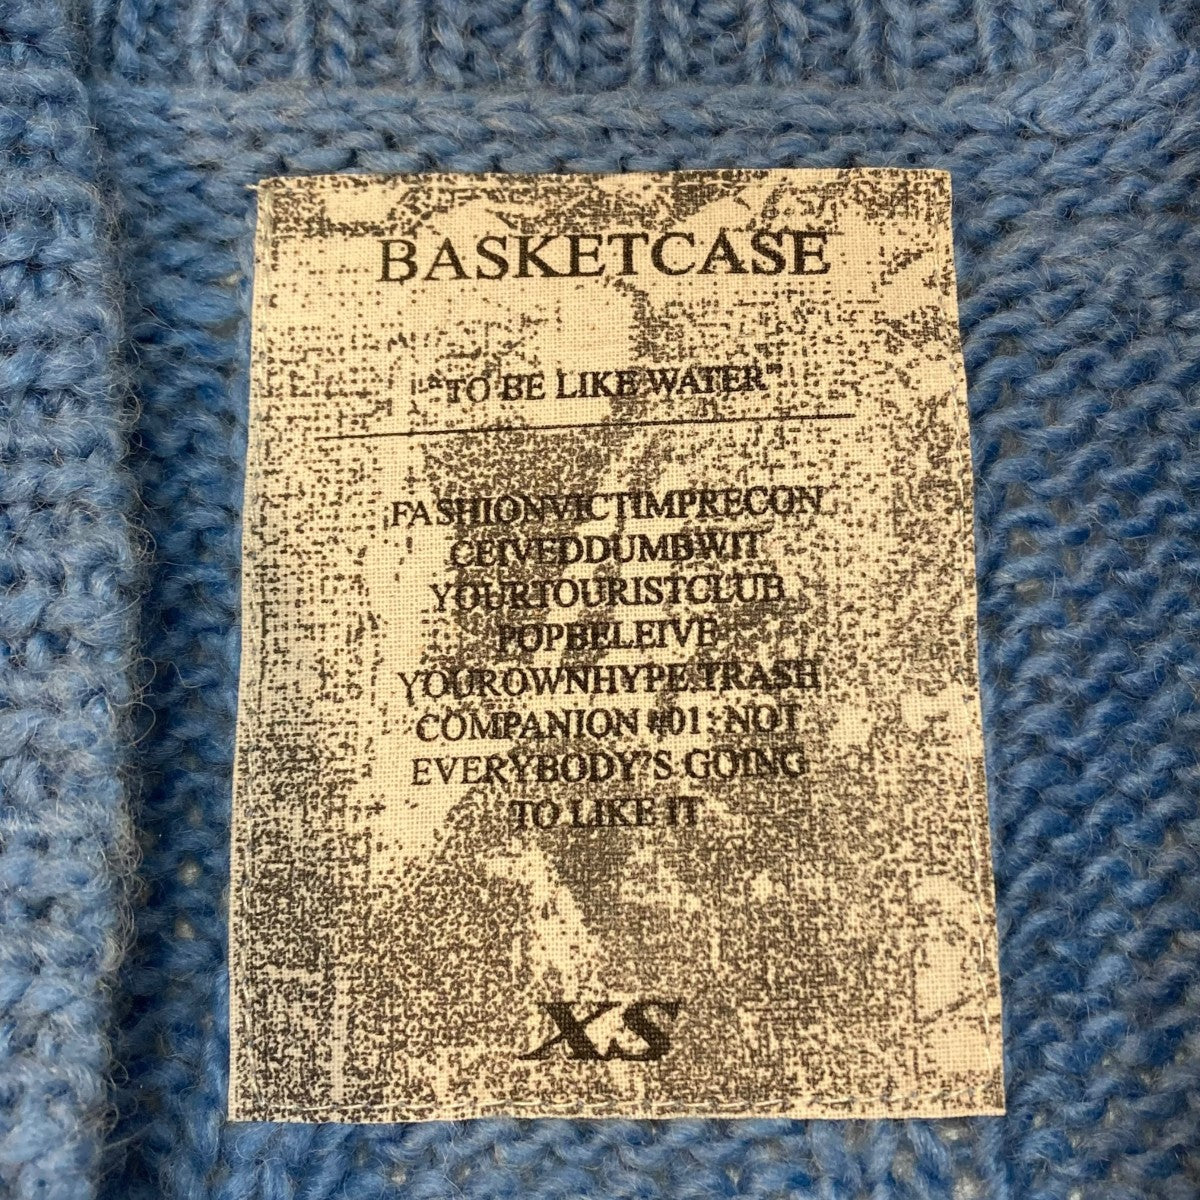 BASKETCASE
"TO BE LIKE WATER"
FASHIONVICTIMPRECON
CEIVEDDUMBWIT
YOURTOURISTCLUB
POPBELEIVE
YOUROWNHYPE.TRASH
COMPANION #01: NOT
EVERYBODY'S GOING
TO LIKE IT
XS